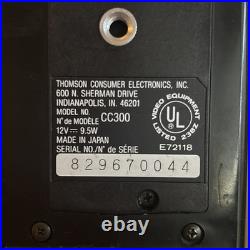 THOMSON CONSUMER ELECTRONICS, INC.
600 N. SHERMAN DRIVE
INDIANAPOLIS, IN. 46201
MODEL NO.
N° de MODÈLE CC300
12V⎓ 9.5W
MADE IN JAPAN
SERIAL NO./N° de SÉRIE
829670044
VIDEO EQUIPMENT
UL
®
LISTED 238Z
E72118